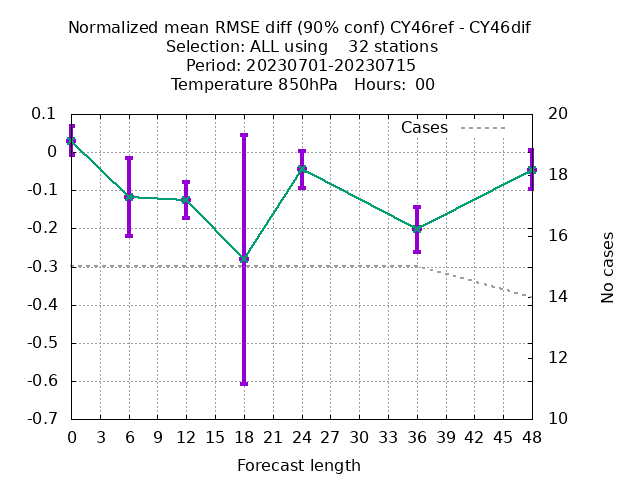 Normalized mean RMSE diff (90% conf) CY46ref - CY46dif
Selection: ALL using    32 stations
Period: 20230701-20230715
Temperature 850hPa   Hours:  00
0.1
0
-0.1
-0.2
-0.3
-0.4
-0.5
-0.6
-0.7
Cases
20
18
16
14
12
10
No cases
0 3 6 9 12 15 18 21 24 27 30 33 36 39 42 45 48
Forecast length